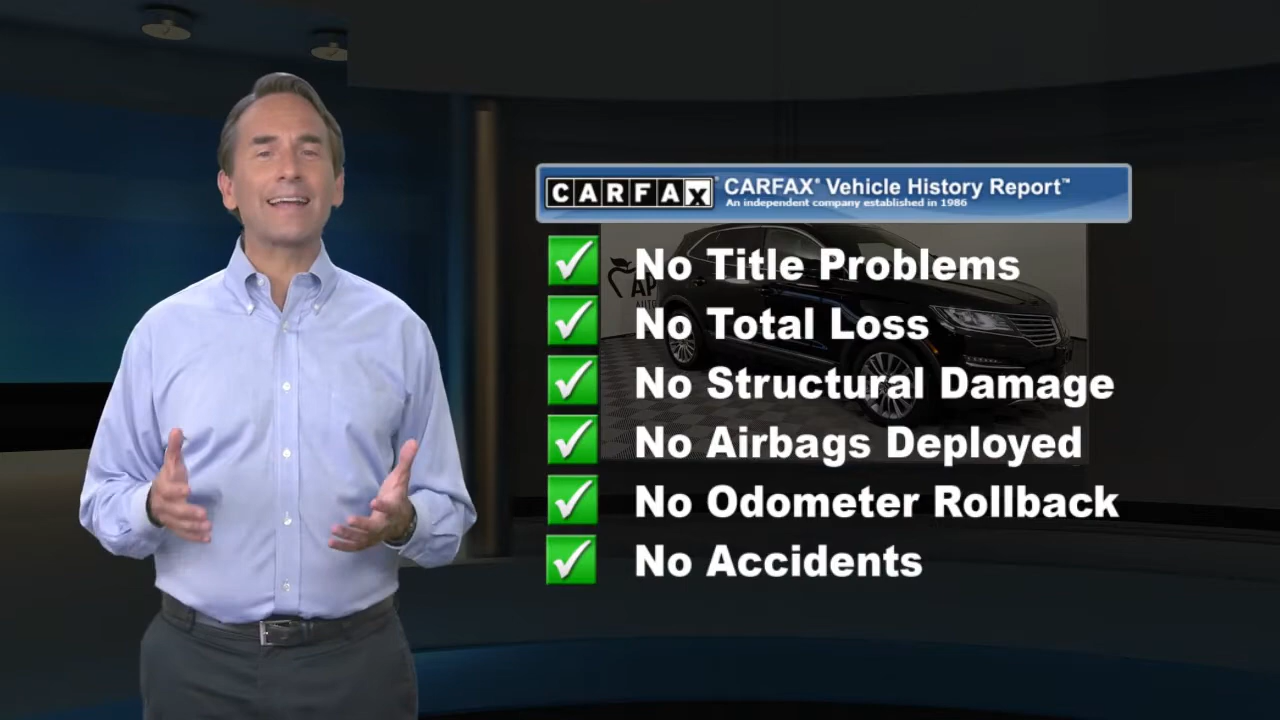 CARFAX® CARFAX® Vehicle History Report™
An independent company established in 1986
No Title Problems
No Total Loss
No Structural Damage
No Airbags Deployed
No Odometer Rollback
No Accidents